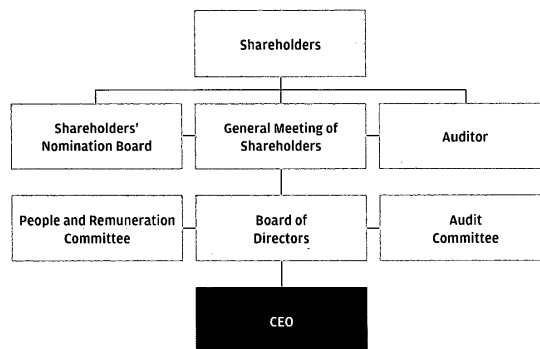 Shareholders
Shareholders'
Nomination Board
General Meeting of
Shareholders
Auditor
People and Remuneration
Committee
Board of
Directors
Audit
Committee
CEO